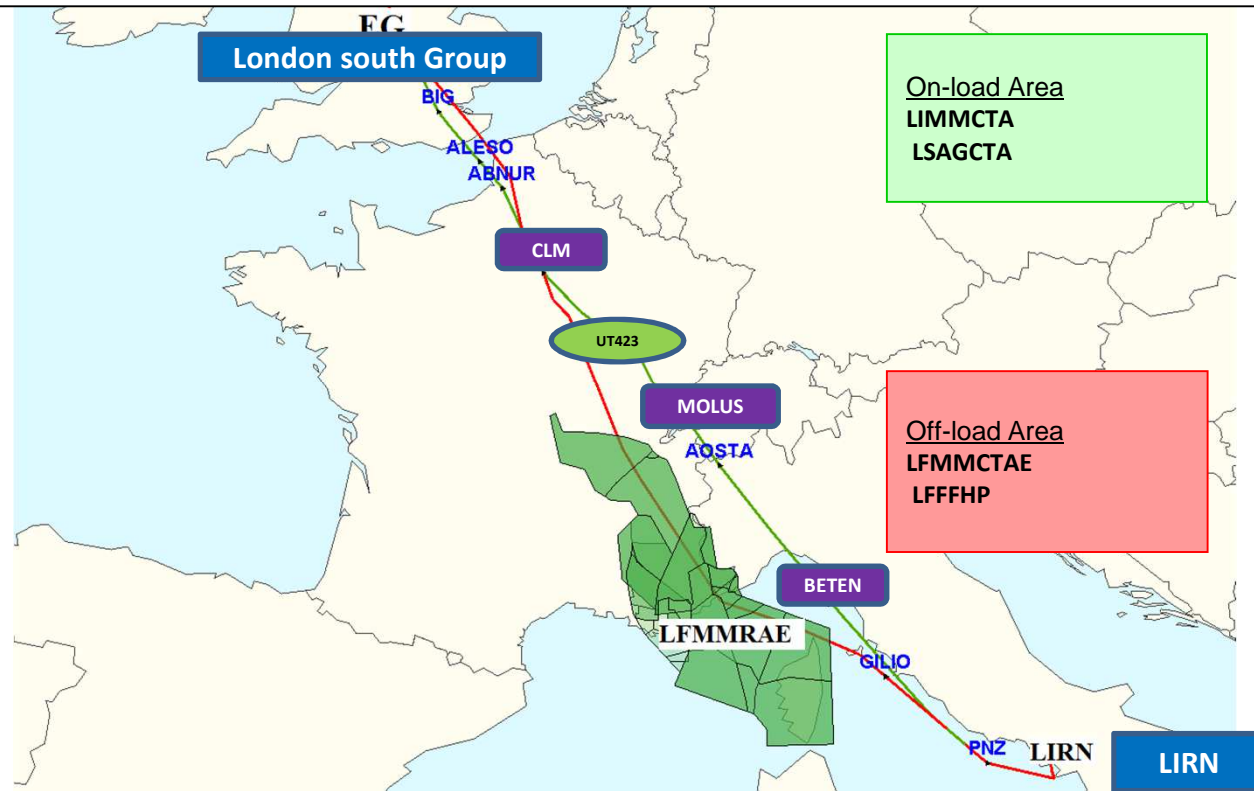 EG
London south Group
BIG
ALESO
ABNUR
CLM
UT423
MOLUS
AOSTA
BETEN
LFMMRAE
GILIO
PNZ
LIRN
LIRN
On-load Area
LIMMCTA
LSAGCTA
Off-load Area
LFMMCTAE
LFFFHP